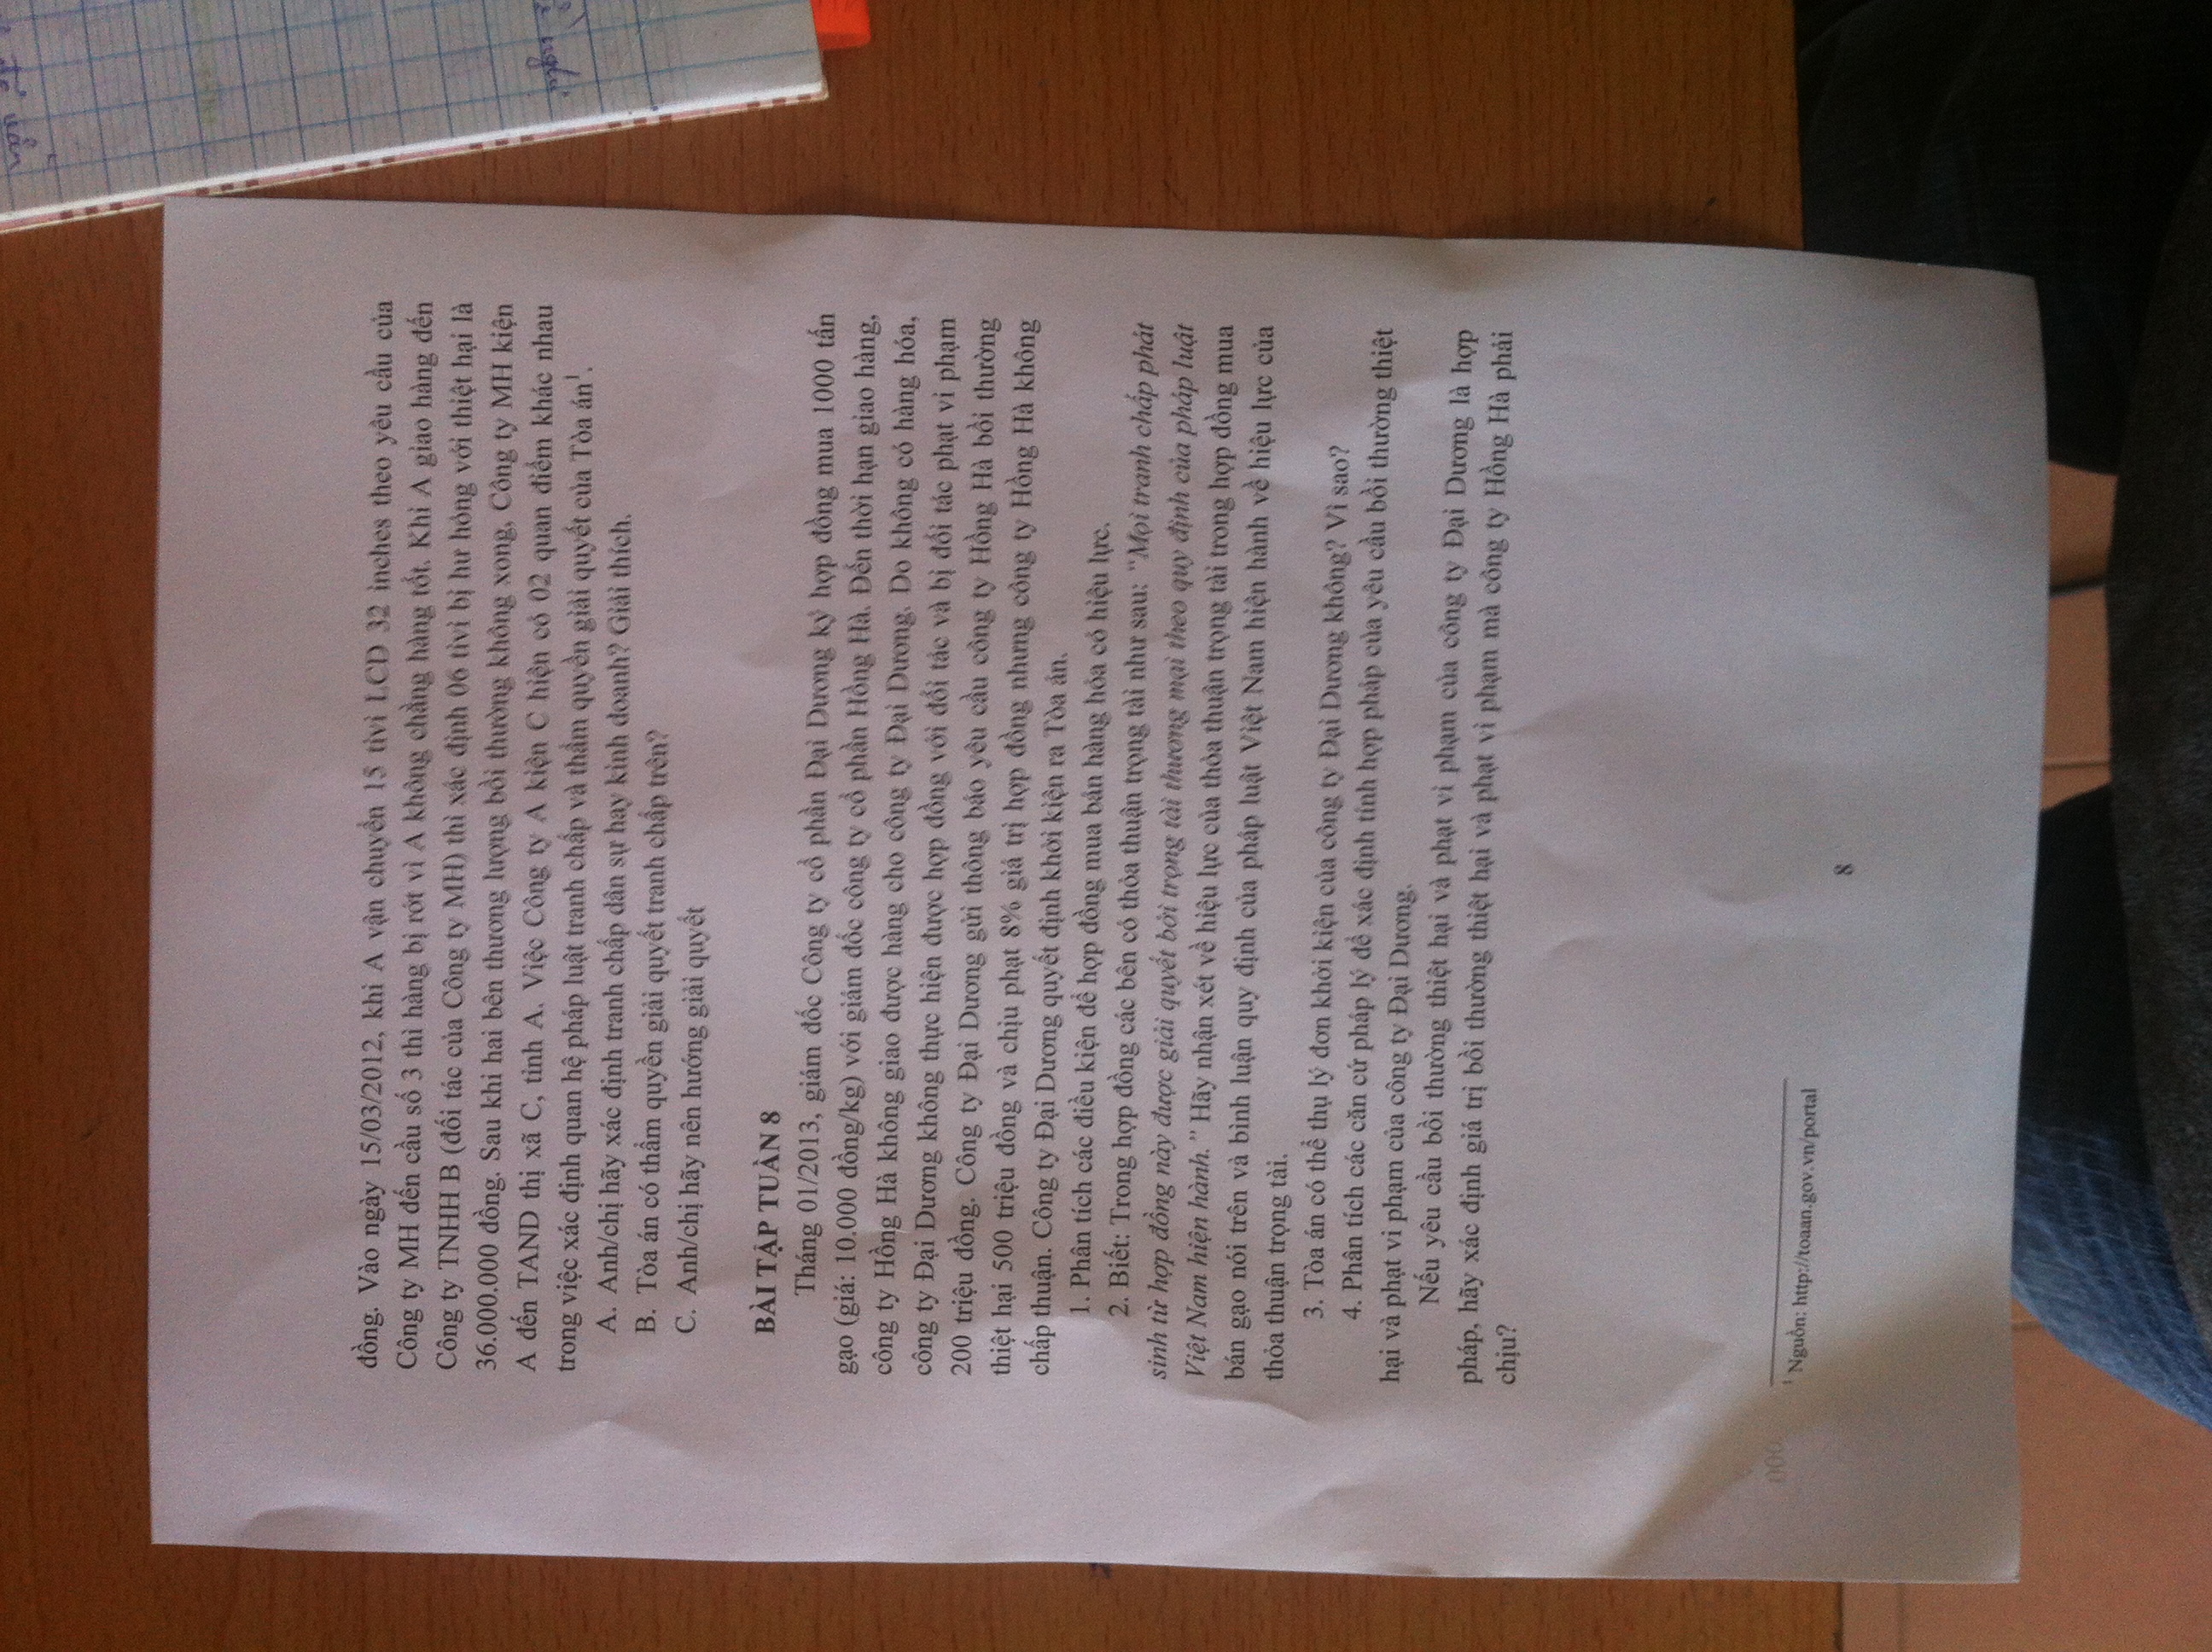 đồng. Vào ngày 15/03/2012, khi A vận chuyển 15 tivi LCD 32 inches theo yêu cầu của
Công ty MH đến cầu số 3 thì hàng bị rớt vì A không chằng hàng tốt. Khi A giao hàng đến
Công ty TNHH B (đối tác của Công ty MH) thì xác định 06 tivi bị hư hỏng với thiệt hại là
36.000.000 đồng. Sau khi hai bên thương lượng bồi thường không xong, Công ty MH kiện
A đến TAND thị xã C, tỉnh A. Việc Công ty A kiện C hiện có 02 quan điểm khác nhau
trong việc xác định quan hệ pháp luật tranh chấp và thẩm quyền giải quyết của Tòa án¹.
A. Anh/chị hãy xác định tranh chấp dân sự hay kinh doanh? Giải thích.
B. Tòa án có thẩm quyền giải quyết tranh chấp trên?
C. Anh/chị hãy nên hướng giải quyết
BÀI TẬP TUẦN 8
Tháng 01/2013, giám đốc Công ty cổ phần Đại Dương ký hợp đồng mua 1000 tấn
gạo (giá: 10.000 đồng/kg) với giám đốc công ty cổ phần Hồng Hà. Đến thời hạn giao hàng,
công ty Hồng Hà không giao được hàng cho công ty Đại Dương. Do không có hàng hóa,
công ty Đại Dương không thực hiện được hợp đồng với đối tác và bị đối tác phạt vi phạm
200 triệu đồng. Công ty Đại Dương gửi thông báo yêu cầu công ty Hồng Hà bồi thường
thiệt hại 500 triệu đồng và chịu phạt 8% giá trị hợp đồng nhưng công ty Hồng Hà không
chấp thuận. Công ty Đại Dương quyết định khởi kiện ra Tòa án.
1. Phân tích các điều kiện để hợp đồng mua bán hàng hóa có hiệu lực.
2. Biết: Trong hợp đồng các bên có thỏa thuận trọng tài như sau: "Mọi tranh chấp phát
sinh từ hợp đồng này được giải quyết bởi trọng tài thương mại theo quy định của pháp luật
Việt Nam hiện hành." Hãy nhận xét về hiệu lực của thỏa thuận trọng tài trong hợp đồng mua
bán gạo nói trên và bình luận quy định của pháp luật Việt Nam hiện hành về hiệu lực của
thỏa thuận trọng tài.
3. Tòa án có thể thụ lý đơn khởi kiện của công ty Đại Dương không? Vì sao?
4. Phân tích các căn cứ pháp lý để xác định tính hợp pháp của yêu cầu bồi thường thiệt
hại và phạt vi phạm của công ty Đại Dương.
Nếu yêu cầu bồi thường thiệt hại và phạt vi phạm của công ty Đại Dương là hợp
pháp, hãy xác định giá trị bồi thường thiệt hại và phạt vi phạm mà công ty Hồng Hà phải
chịu?
¹ Nguồn: http://toaan.gov.vn/portal
8